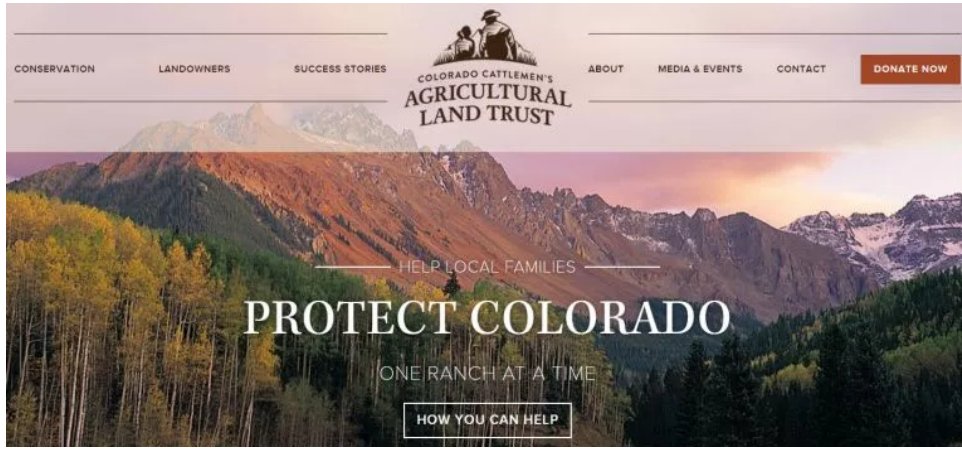 CONSERVATION
LANDOWNERS
SUCCESS STORIES
COLORADO CATTLEMEN'S
AGRICULTURAL
LAND TRUST
ABOUT
MEDIA & EVENTS
CONTACT
DONATE NOW
HELP LOCAL FAMILIES
PROTECT COLORADO
ONE RANCH AT A TIME
HOW YOU CAN HELP